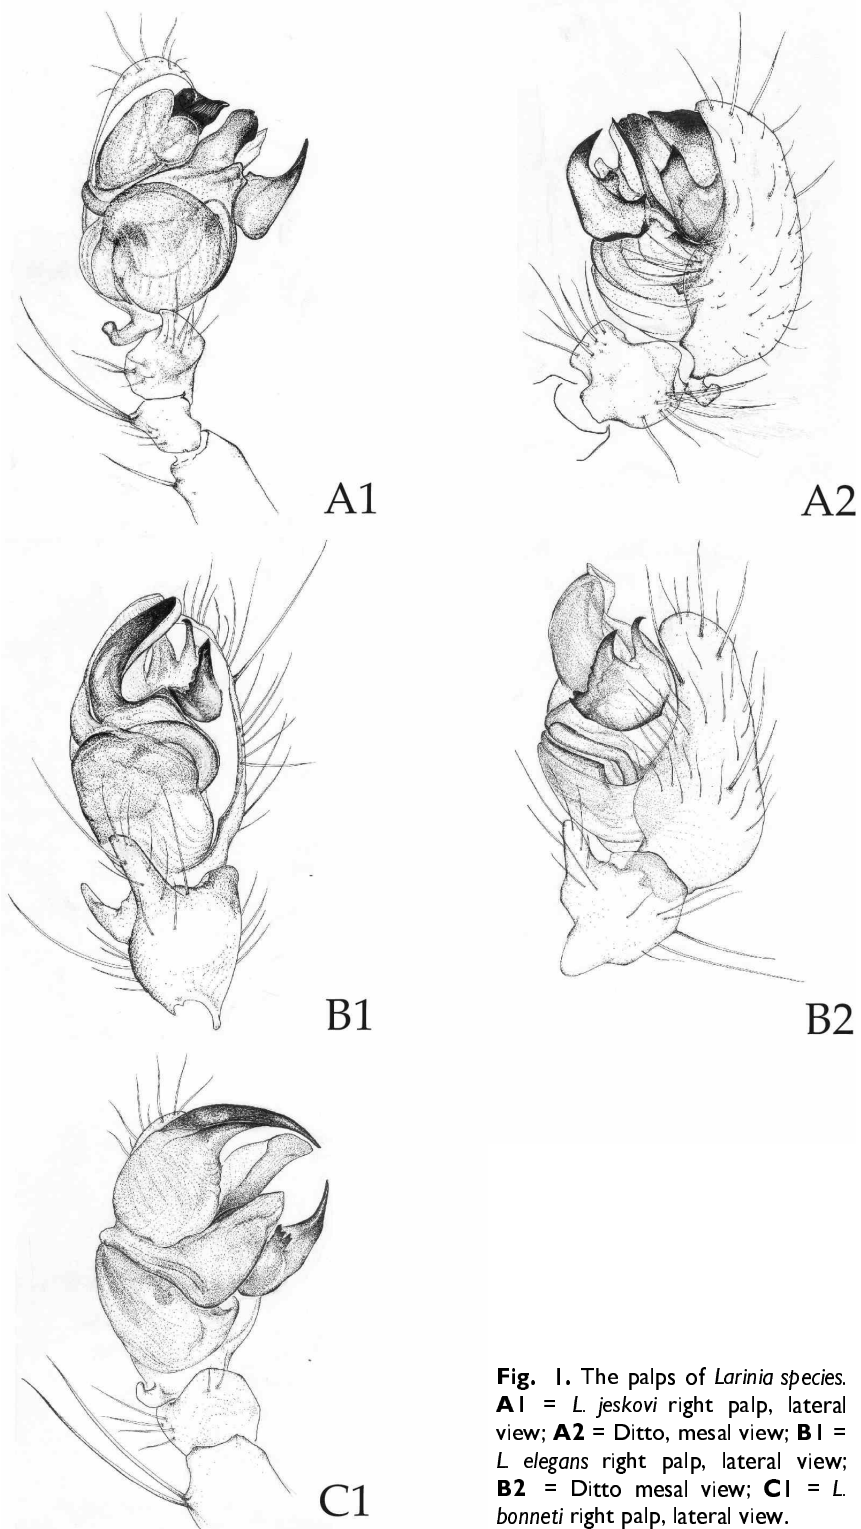 A1
A2
B1
B2
C1
Fig. 1. The palps of Larinia species.
A1 = L. jeskovi right palp, lateral
view; A2 = Ditto, mesal view; B1 =
L. elegans right palp, lateral view;
B2 = Ditto mesal view; C1 = L.
bonneti right palp, lateral view.